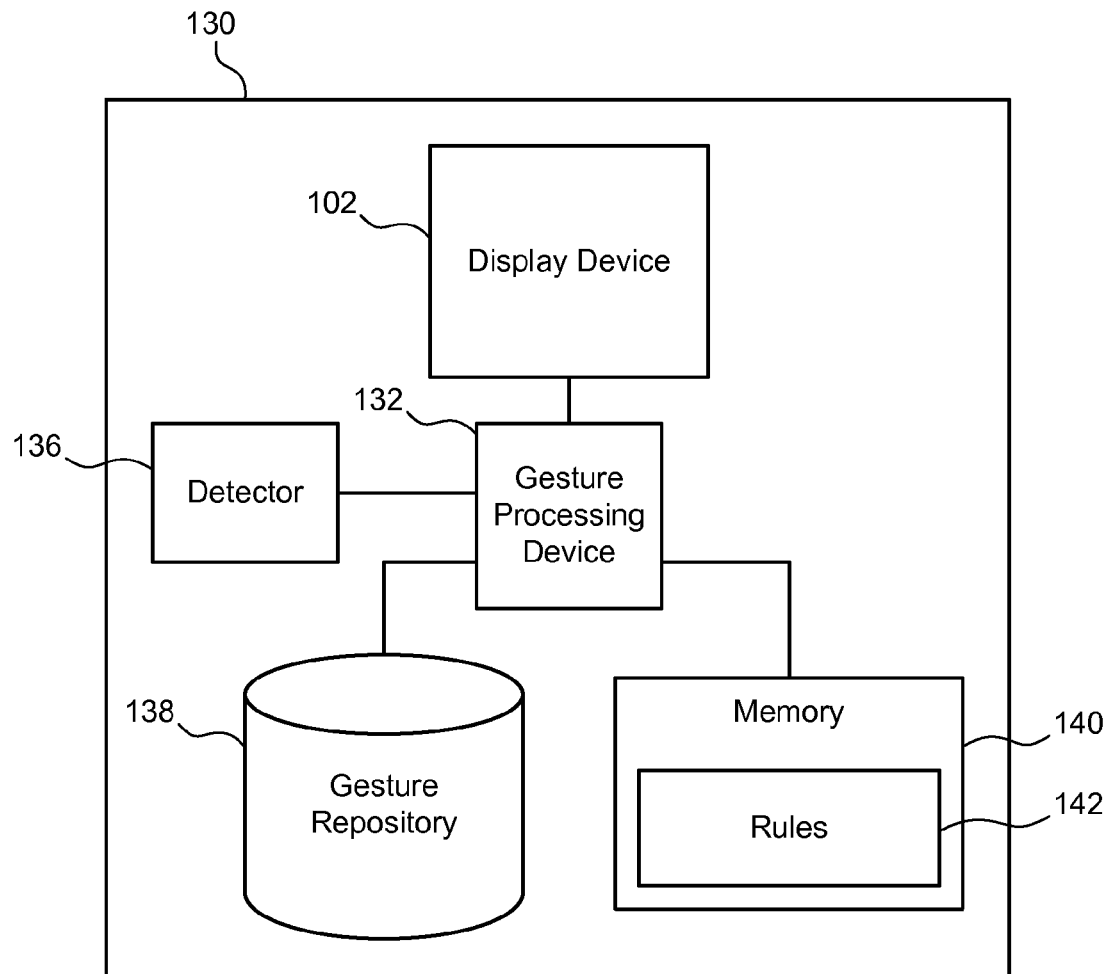 130
102
Display Device
132
136
Detector
Gesture
Processing
Device
138
Gesture
Repository
Memory
140
Rules
142